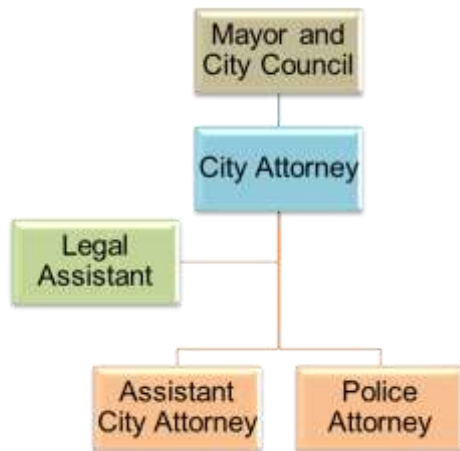 Mayor and
City Council
City Attorney
Legal
Assistant
Assistant
City Attorney
Police
Attorney